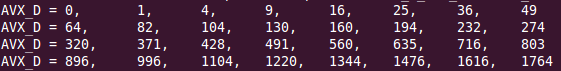 AVX_D = 0, 1, 4, 9, 16, 25, 36, 49
AVX_D = 64, 82, 104, 130, 160, 194, 232, 274
AVX_D = 320, 371, 428, 491, 560, 635, 716, 803
AVX_D = 896, 996, 1104, 1220, 1344, 1476, 1616, 1764